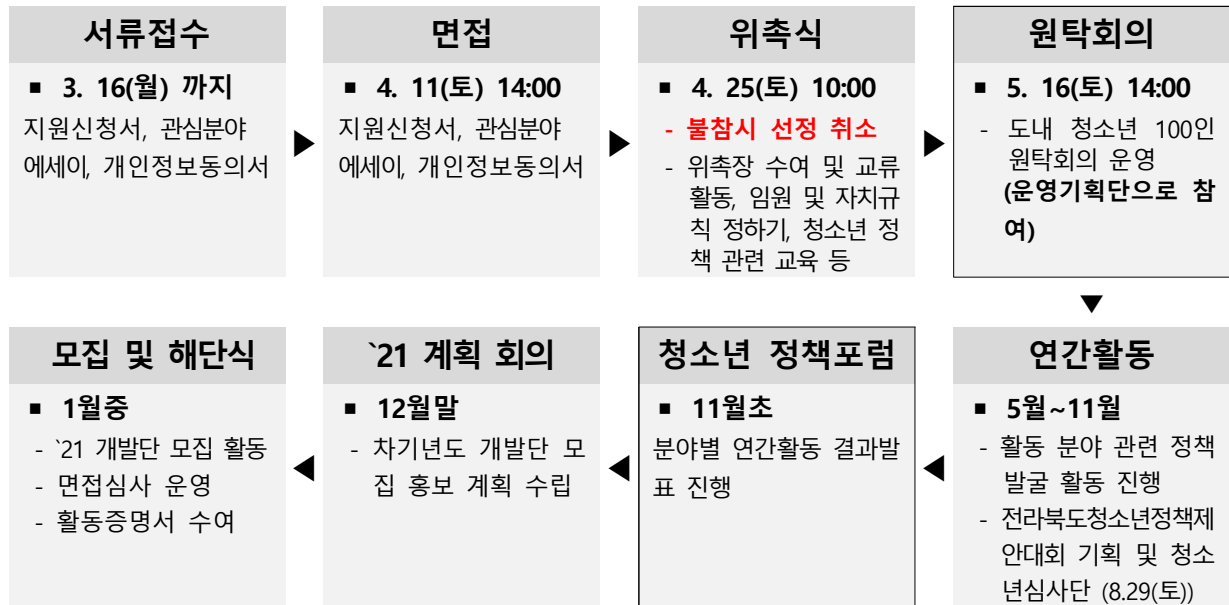 서류접수
■ 3. 16(월) 까지
지원신청서, 관심분야
에세이, 개인정보동의서
▶
면접
■ 4. 11(토) 14:00
지원신청서, 관심분야
에세이, 개인정보동의서
▶
위촉식
■ 4. 25(토) 10:00
- 불참시 선정 취소
- 위촉장 수여 및 교류
활동, 임원 및 자치규
칙 정하기, 청소년 정
책 관련 교육 등
▶
원탁회의
■ 5. 16(토) 14:00
- 도내 청소년 100인
원탁회의 운영
(운영기획단으로 참
여)
▼
연간활동
■ 5월~11월
- 활동 분야 관련 정책
발굴 활동 진행
- 전라북도청소년정책제
안대회 기획 및 청소
년심사단 (8.29(토))
◀
청소년 정책포럼
■ 11월초
분야별 연간활동 결과발
표 진행
◀
`21 계획 회의
■ 12월말
- 차기년도 개발단 모
집 홍보 계획 수립
◀
모집 및 해단식
■ 1월중
- `21 개발단 모집 활동
- 면접심사 운영
- 활동증명서 수여